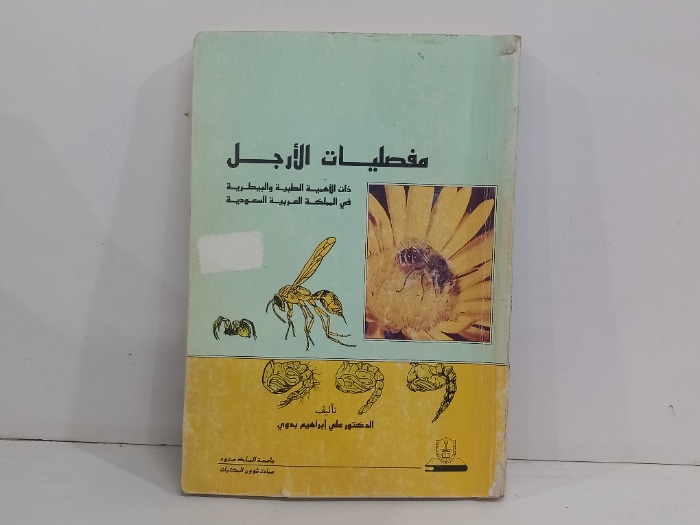 مفصليات الأرجل
ذات الأهمية الطبية والبيطرية
في المملكة العربية السعودية
تأليف
الدكتور علي إبراهيم بدوي
جامعة الملك سعود
عمادة شؤون المكتبات